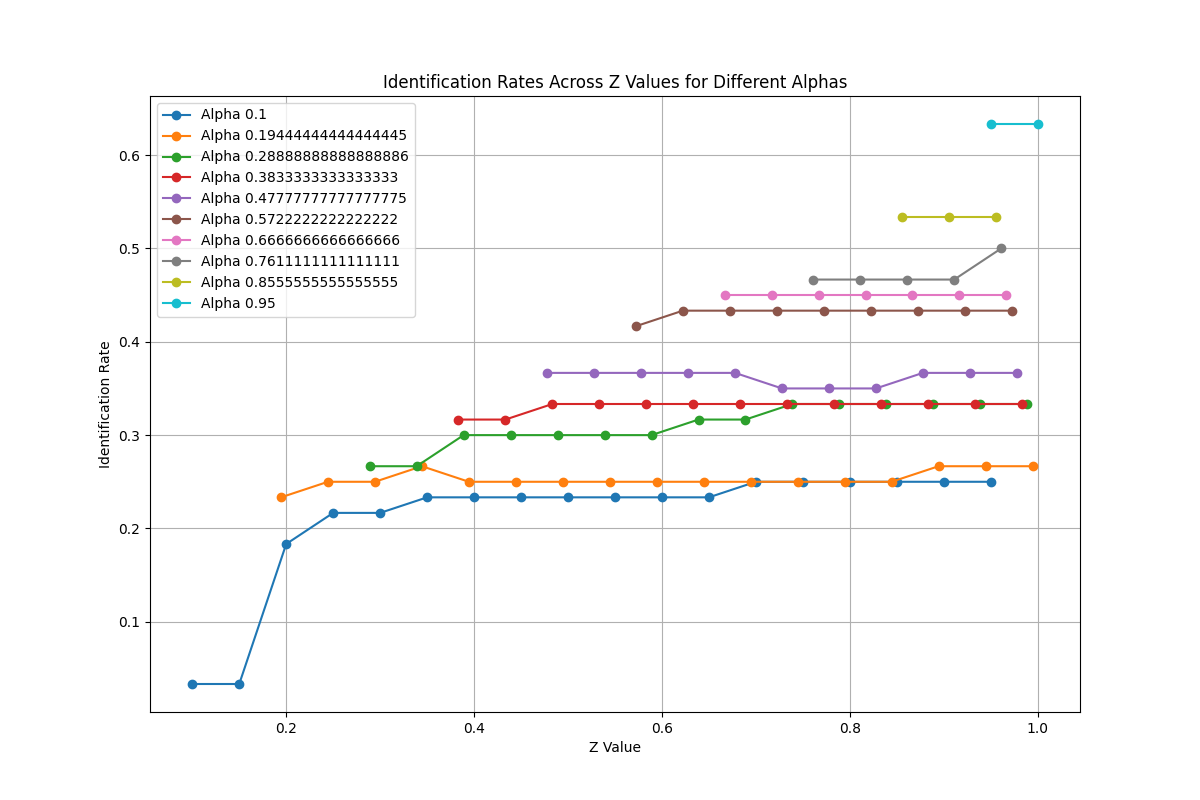 Identification Rates Across Z Values for Different Alphas
Alpha 0.1
Alpha 0.19444444444444445
Alpha 0.28888888888888886
Alpha 0.3833333333333333
Alpha 0.47777777777777775
Alpha 0.5722222222222222
Alpha 0.6666666666666666
Alpha 0.7611111111111111
Alpha 0.8555555555555555
Alpha 0.95
0.6
0.5
0.4
0.3
0.2
0.1
Identification Rate
0.2 0.4 0.6 0.8 1.0
Z Value